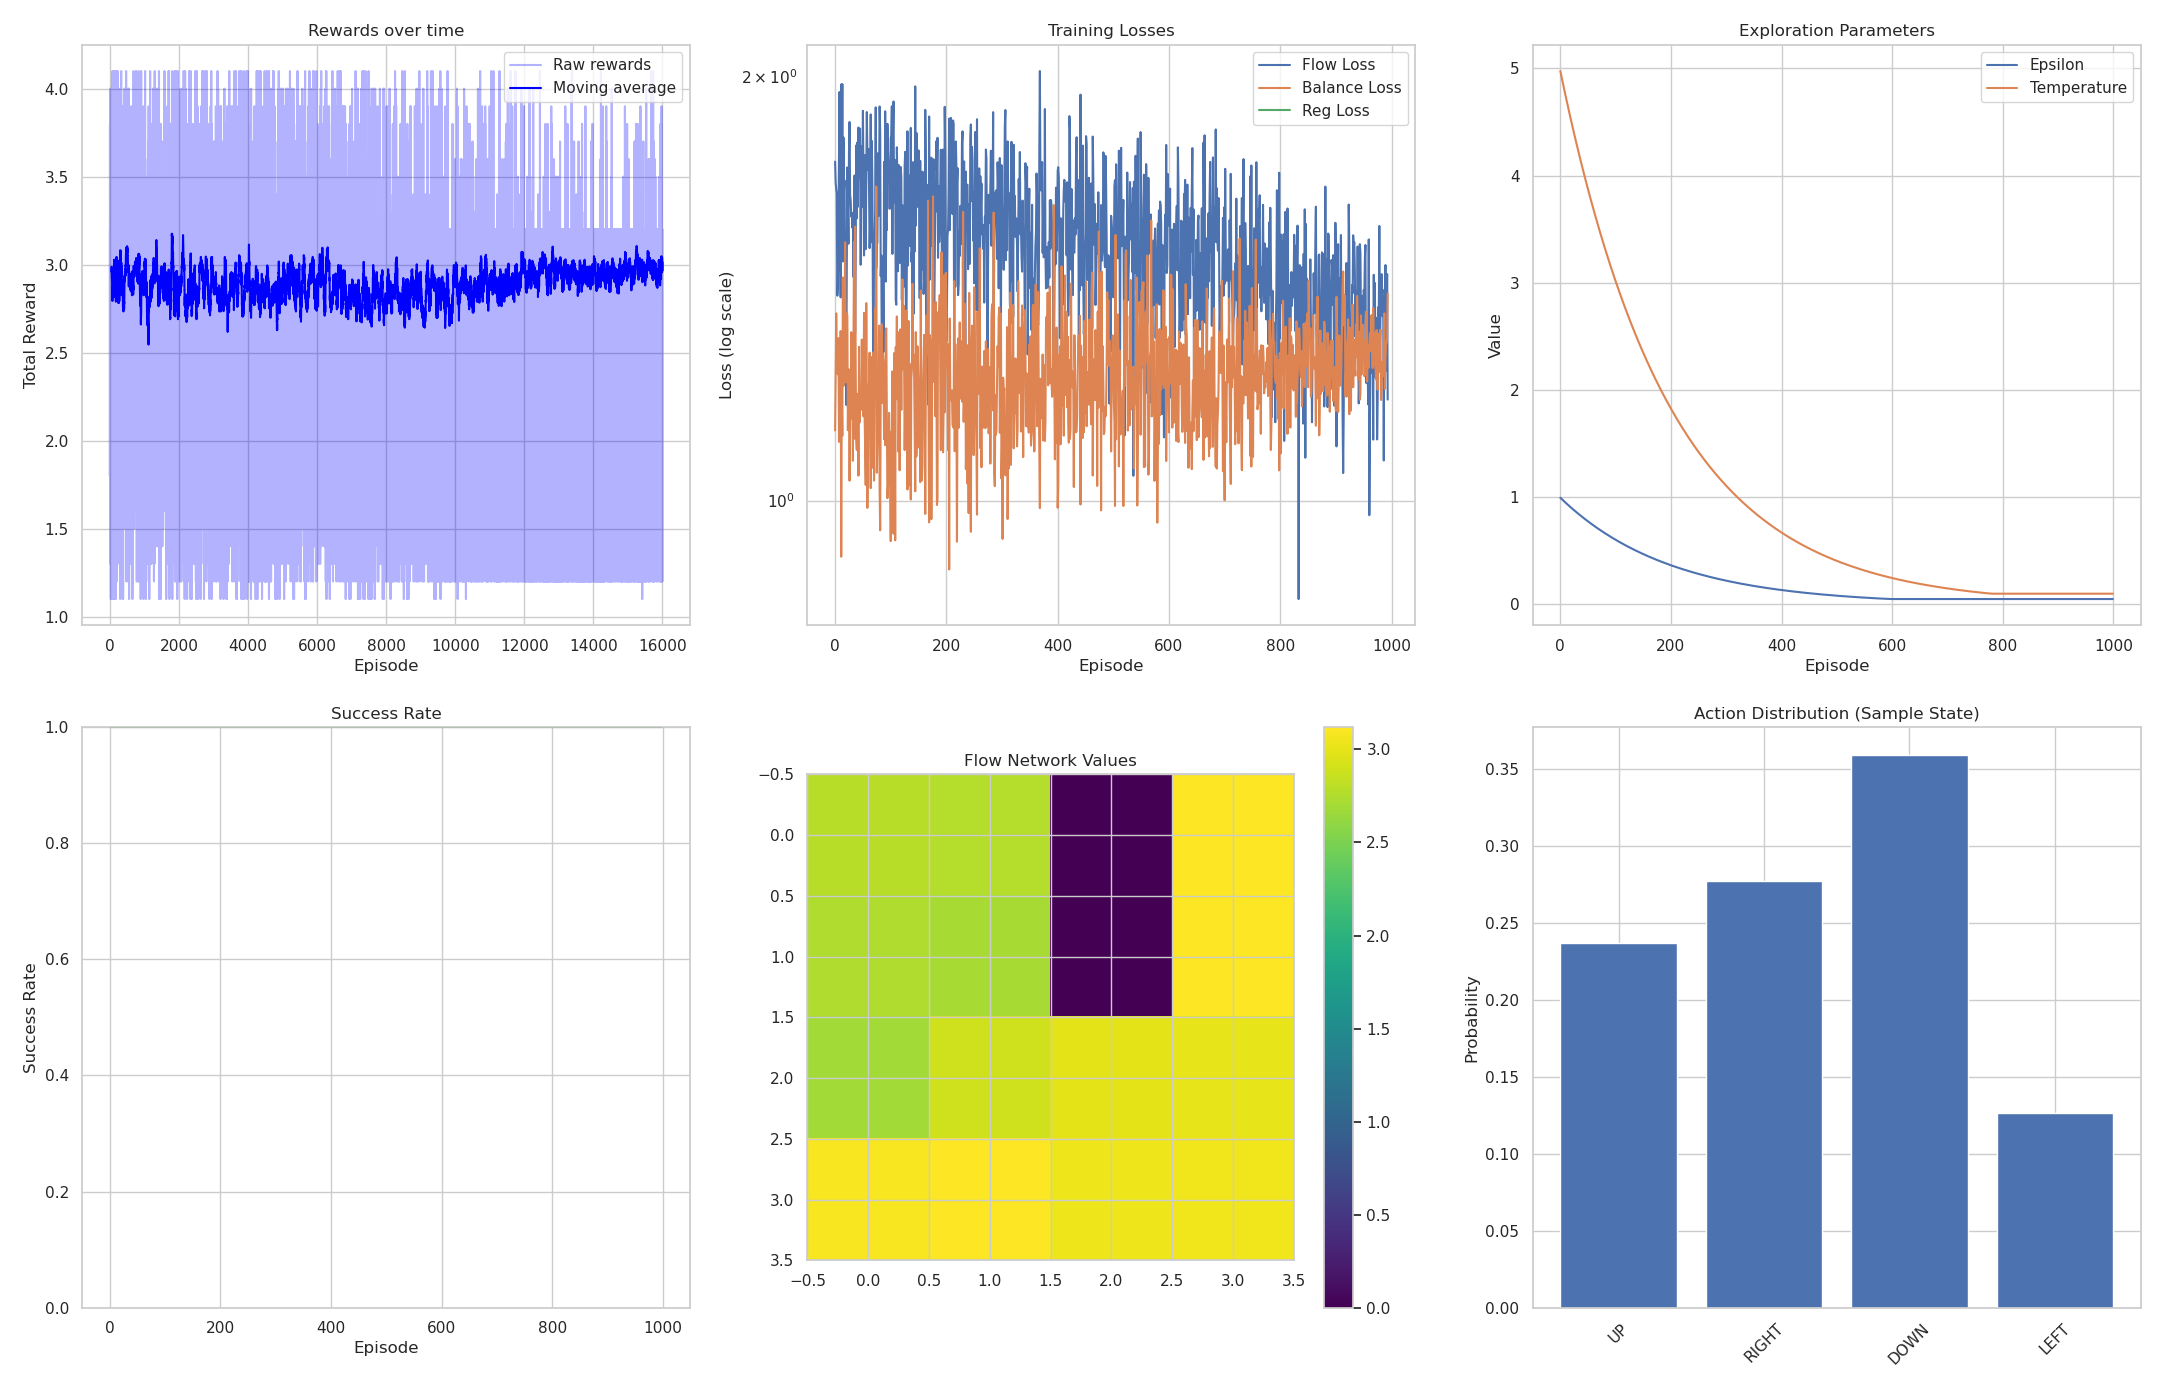 Rewards over time
Raw rewards
Moving average
Total Reward
4.0
3.5
3.0
2.5
2.0
1.5
1.0
0 2000 4000 6000 8000 10000 12000 14000 16000
Episode
Training Losses
Flow Loss
Balance Loss
Reg Loss
Loss (log scale)
2 × 10⁰
10⁰
0 200 400 600 800 1000
Episode
Exploration Parameters
Epsilon
Temperature
Value
5
4
3
2
1
0
0 200 400 600 800 1000
Episode
Success Rate
Success Rate
1.0
0.8
0.6
0.4
0.2
0.0
0 200 400 600 800 1000
Episode
Flow Network Values
−0.5
0.0
0.5
1.0
1.5
2.0
2.5
3.0
3.5
−0.5 0.0 0.5 1.0 1.5 2.0 2.5 3.0 3.5
3.0
2.5
2.0
1.5
1.0
0.5
0.0
Action Distribution (Sample State)
Probability
0.35
0.30
0.25
0.20
0.15
0.10
0.05
0.00
UP RIGHT DOWN LEFT